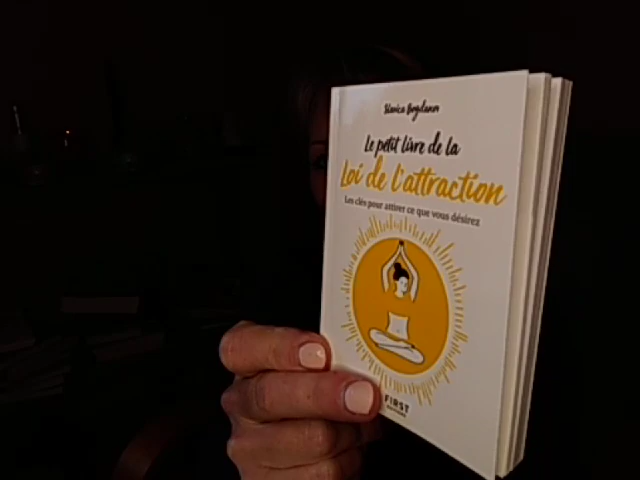 Slavica Bogdanov
Le petit livre de la
Loi de l'attraction
Les clés pour attirer ce que vous désirez
FIRST
EDITIONS